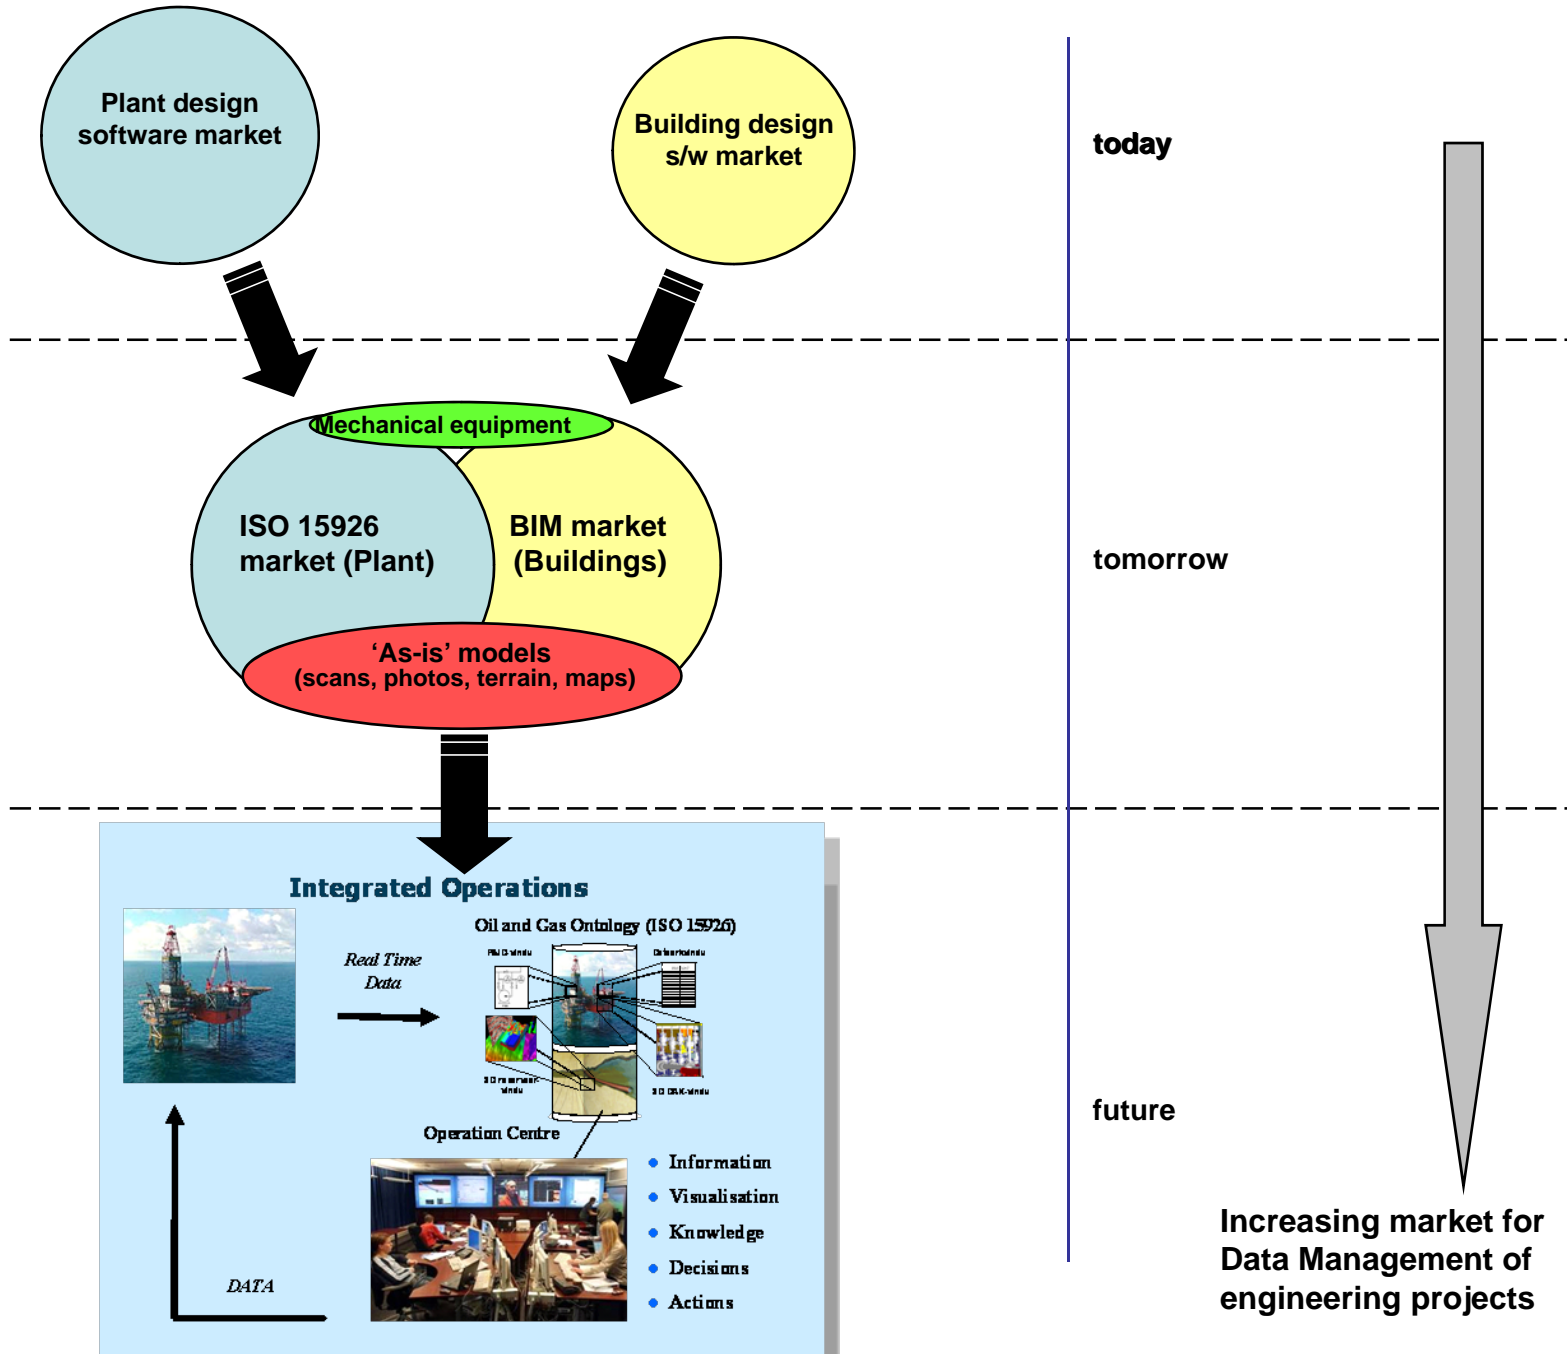 Plant design
software market
Building design
s/w market
today
Mechanical equipment
ISO 15926
market (Plant)
BIM market
(Buildings)
tomorrow
‘As-is’ models
(scans, photos, terrain, maps)
Integrated Operations
Oil and Gas Ontology (ISO 15926)
Real Time
Data
future
Operation Centre
Information
Visualisation
Knowledge
Decisions
Actions
DATA
Increasing market for
Data Management of
engineering projects